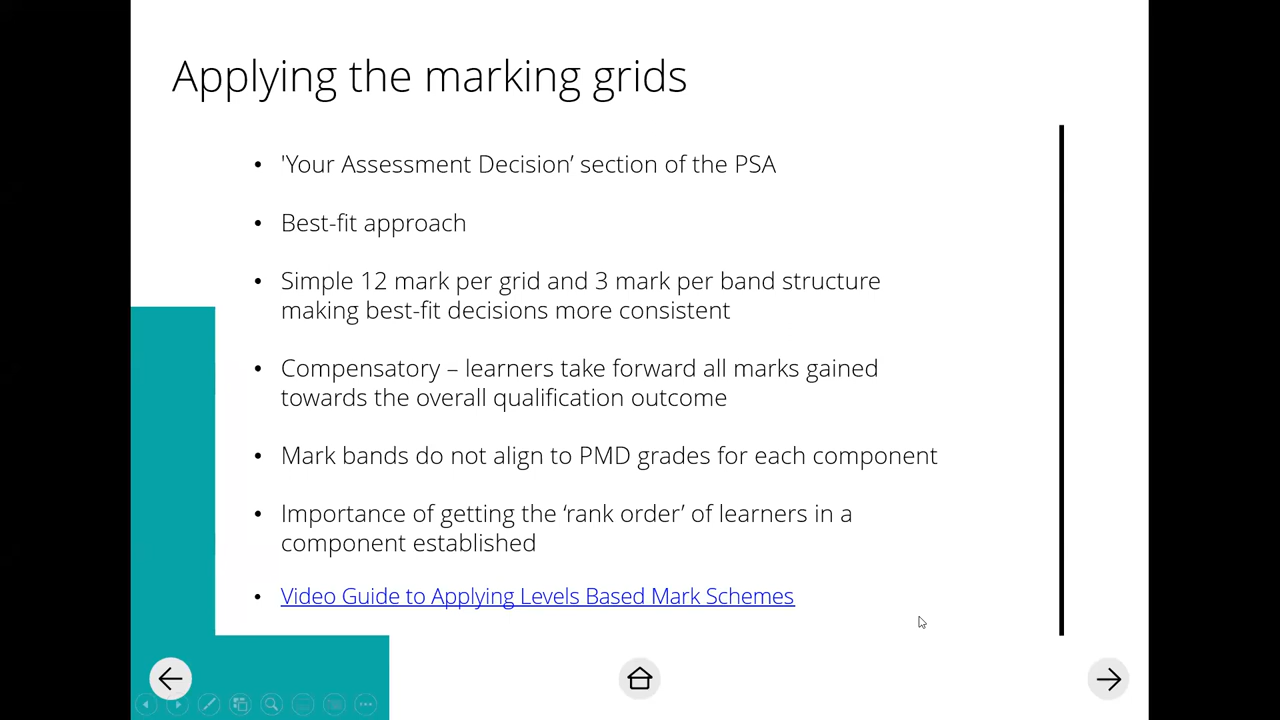 Applying the marking grids
• 'Your Assessment Decision’ section of the PSA
• Best-fit approach
• Simple 12 mark per grid and 3 mark per band structure
making best-fit decisions more consistent
• Compensatory – learners take forward all marks gained
towards the overall qualification outcome
• Mark bands do not align to PMD grades for each component
• Importance of getting the ‘rank order’ of learners in a
component established
• Video Guide to Applying Levels Based Mark Schemes